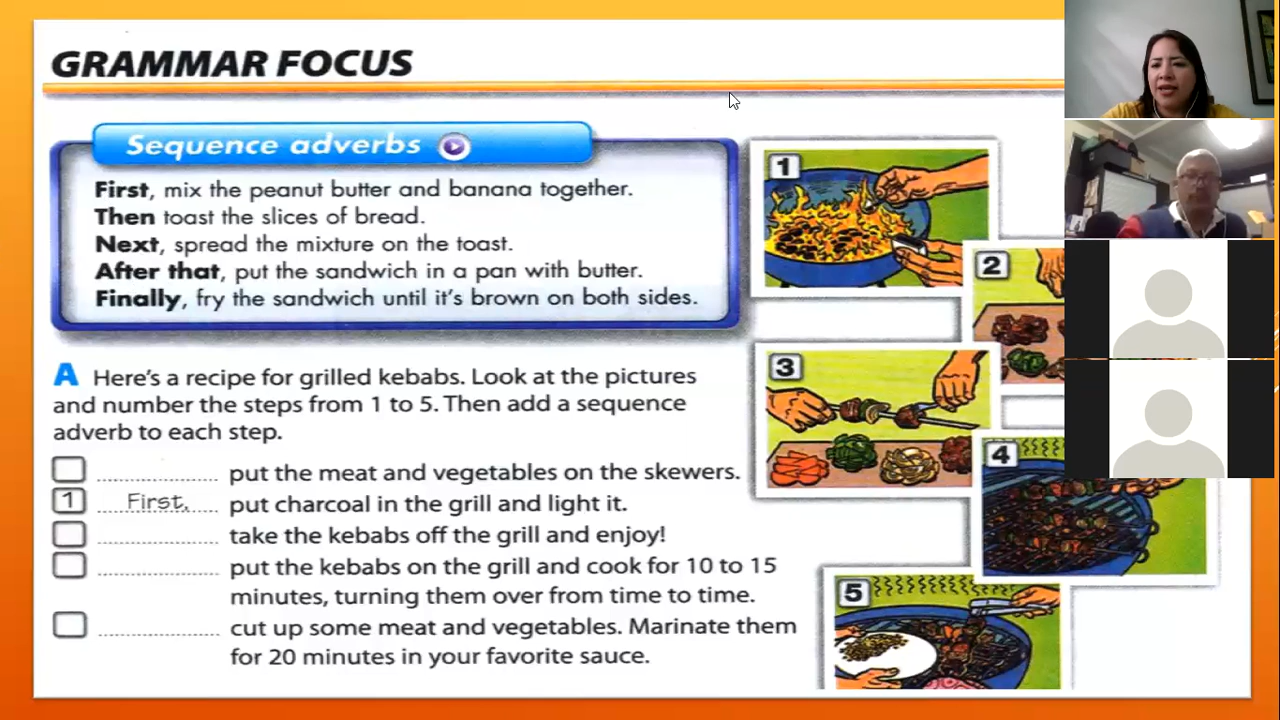 GRAMMAR FOCUS
Sequence adverbs
First, mix the peanut butter and banana together.
Then toast the slices of bread.
Next, spread the mixture on the toast.
After that, put the sandwich in a pan with butter.
Finally, fry the sandwich until it's brown on both sides.
A Here's a recipe for grilled kebabs. Look at the pictures
and number the steps from 1 to 5. Then add a sequence
adverb to each step.
put the meat and vegetables on the skewers.
1 First, put charcoal in the grill and light it.
take the kebabs off the grill and enjoy!
put the kebabs on the grill and cook for 10 to 15
minutes, turning them over from time to time.
cut up some meat and vegetables. Marinate them
for 20 minutes in your favorite sauce.
1
2
3
4
5